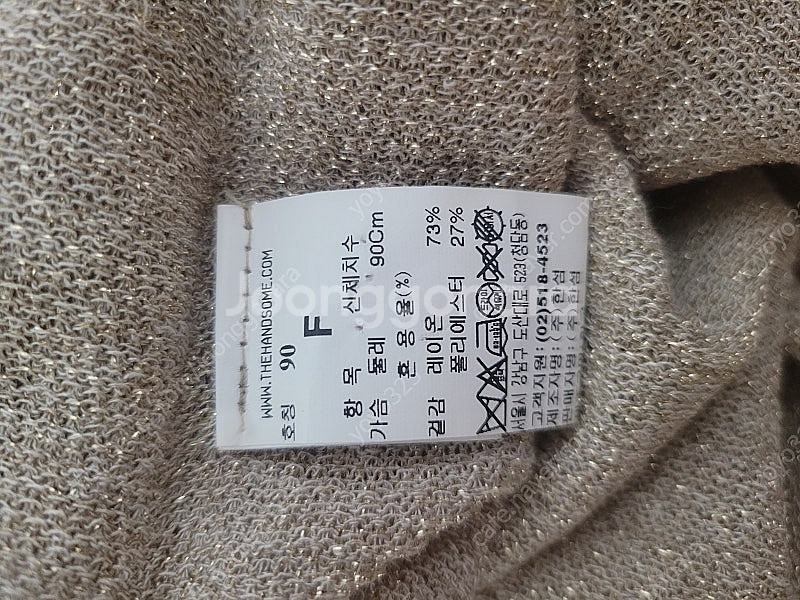 WWW.THEHANDSOME.COM
호칭 90
F
항 목 신체치수
가슴 둘레 90Cm
혼 용 율(%)
겉감 레이온 73%
폴리에스터 27%
서울시 강남구 도산대로 523(청담동)
고객지원:(02)518-4523
제조자명:(주)한섬
판매자명:(주)한섬
Joonggonara